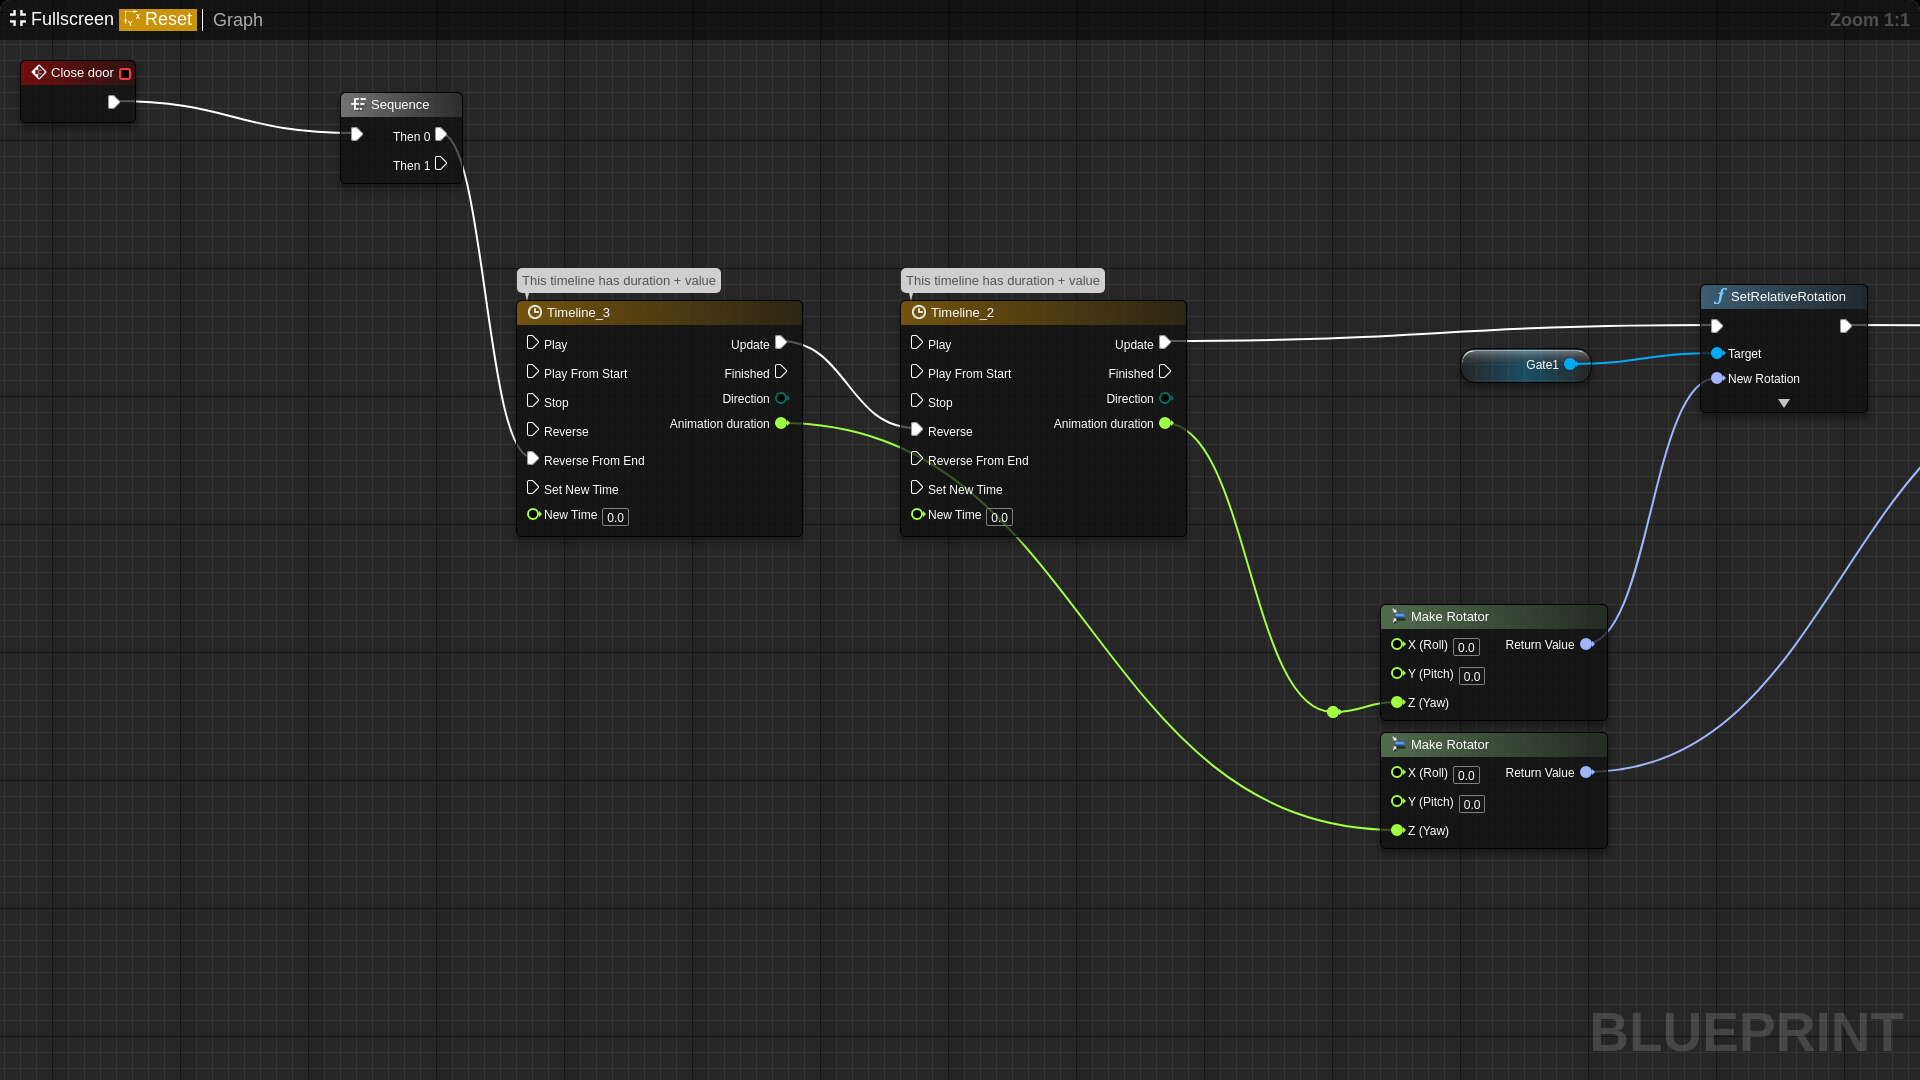 Fullscreen Reset Graph Zoom 1:1
Close door
Sequence
Then 0
Then 1
This timeline has duration + value
Timeline_3
Play Update
Play From Start Finished
Stop Direction
Reverse Animation duration
Reverse From End
Set New Time
New Time 0.0
This timeline has duration + value
Timeline_2
Play Update
Play From Start Finished
Stop Direction
Reverse Animation duration
Reverse From End
Set New Time
New Time 0.0
Gate1
SetRelativeRotation
Target
New Rotation
Make Rotator
X (Roll) 0.0 Return Value
Y (Pitch) 0.0
Z (Yaw)
Make Rotator
X (Roll) 0.0 Return Value
Y (Pitch) 0.0
Z (Yaw)
BLUEPRINT